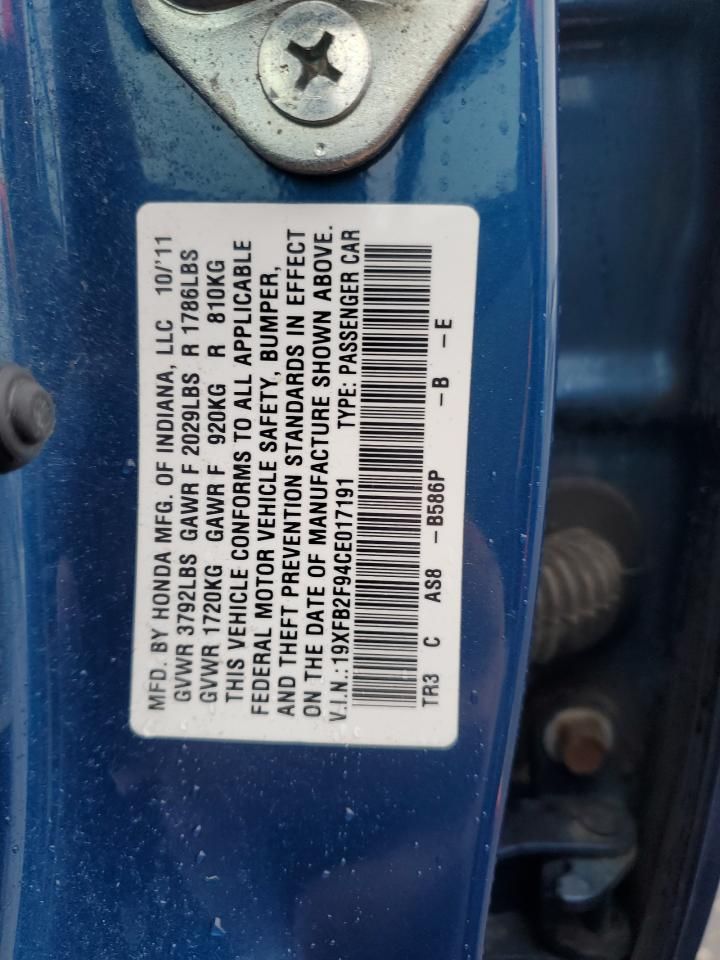 MFD. BY HONDA MFG. OF INDIANA, LLC 10/'11
GVWR 3792LBS GAWR F 2029LBS R 1786LBS
GVWR 1720KG GAWR F 920KG R 810KG
THIS VEHICLE CONFORMS TO ALL APPLICABLE
FEDERAL MOTOR VEHICLE SAFETY, BUMPER,
AND THEFT PREVENTION STANDARDS IN EFFECT
ON THE DATE OF MANUFACTURE SHOWN ABOVE.
V.I.N.:19XFB2F94CE017191 TYPE: PASSENGER CAR
TR3 C AS8 -B586P -B -E